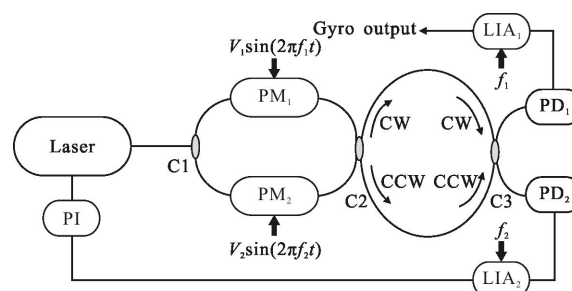 Gyro output
LIA₁
V₁sin(2πf₁t)
f₁
PM₁
PD₁
CW
CW
Laser
C1
CCW
CCW
C2
C3
PM₂
PD₂
PI
f₂
V₂sin(2πf₂t)
LIA₂